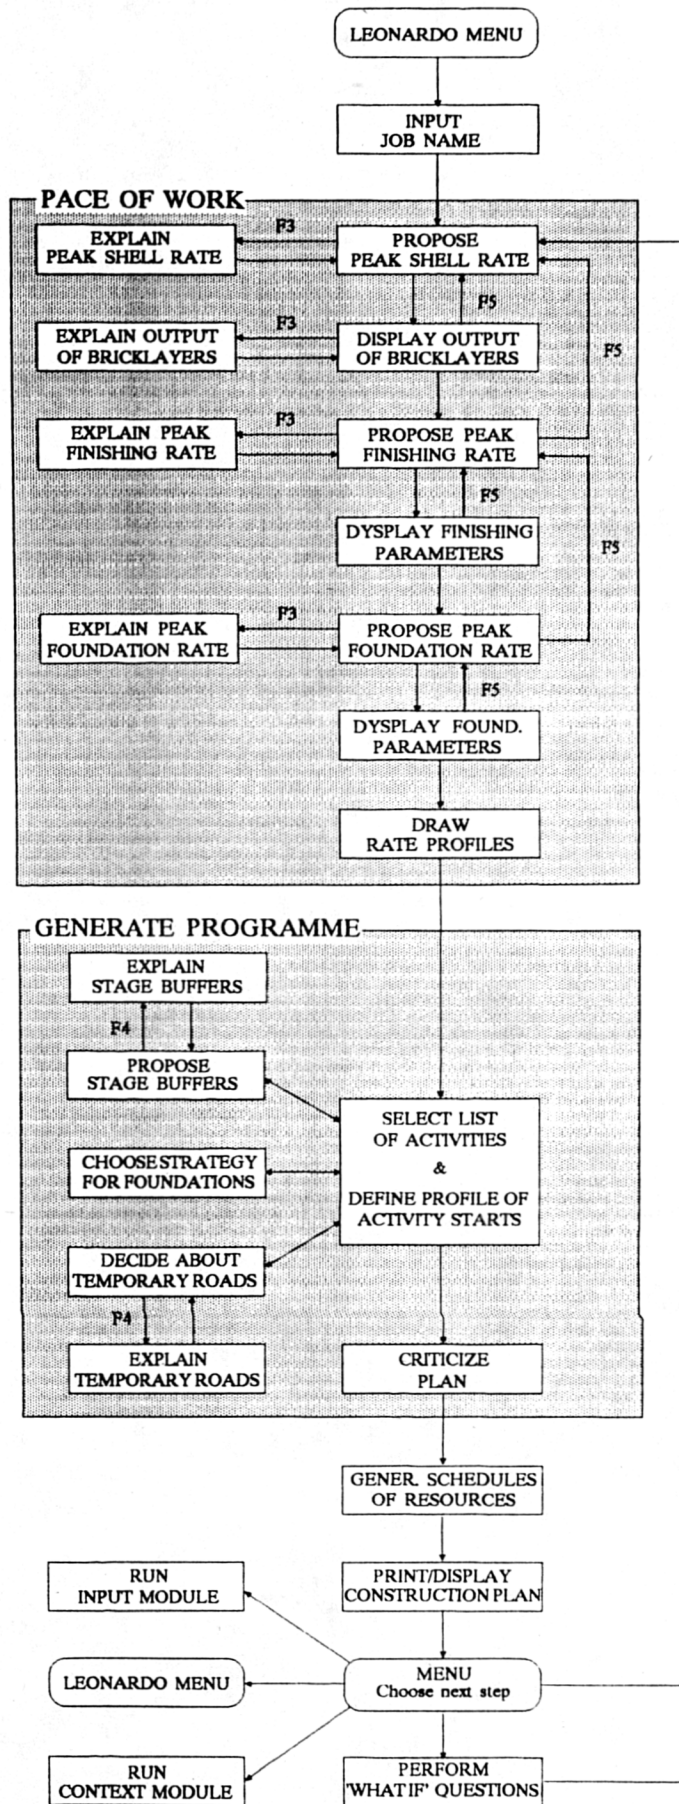 LEONARDO MENU
INPUT
JOB NAME
PACE OF WORK
EXPLAIN
PEAK SHELL RATE
F3
PROPOSE
PEAK SHELL RATE
F5
EXPLAIN OUTPUT
OF BRICKLAYERS
F3
DISPLAY OUTPUT
OF BRICKLAYERS
F5
EXPLAIN PEAK
FINISHING RATE
F3
PROPOSE PEAK
FINISHING RATE
F5
DYSPLAY FINISHING
PARAMETERS
F5
EXPLAIN PEAK
FOUNDATION RATE
F3
PROPOSE PEAK
FOUNDATION RATE
F5
DYSPLAY FOUND.
PARAMETERS
DRAW
RATE PROFILES
GENERATE PROGRAMME
EXPLAIN
STAGE BUFFERS
F4
PROPOSE
STAGE BUFFERS
SELECT LIST
OF ACTIVITIES
&
DEFINE PROFILE OF
ACTIVITY STARTS
CHOOSE STRATEGY
FOR FOUNDATIONS
DECIDE ABOUT
TEMPORARY ROADS
F4
EXPLAIN
TEMPORARY ROADS
CRITICIZE
PLAN
GENER. SCHEDULES
OF RESOURCES
RUN
INPUT MODULE
PRINT/DISPLAY
CONSTRUCTION PLAN
LEONARDO MENU
MENU
Choose next step
RUN
CONTEXT MODULE
PERFORM
'WHAT IF' QUESTIONS